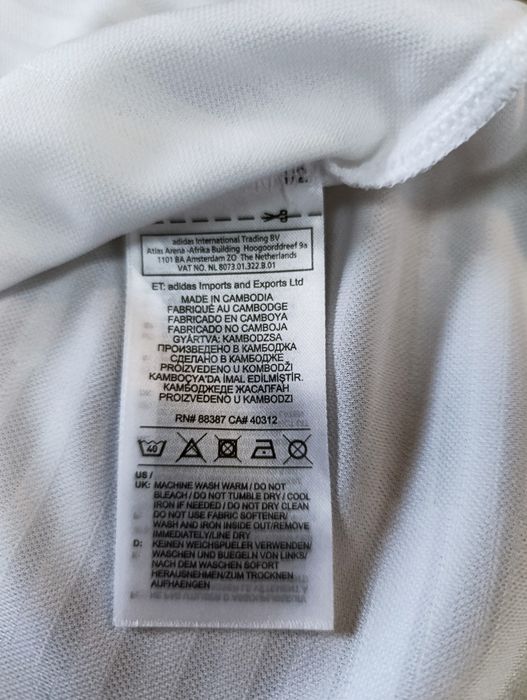 adidas International Trading BV
Atlas Arena -Afrika Building Hoogoorddreef 9a
1101 BA Amsterdam ZO The Netherlands
VAT NO. NL 8073.01.322.B.01
ET: adidas Imports and Exports Ltd
MADE IN CAMBODIA
FABRIQUÉ AU CAMBODGE
FABRICADO EN CAMBOYA
FABRICADO NO CAMBOJA
GYÁRTVA: KAMBODZSA
ПРОИЗВЕДЕНО В КАМБОДЖА
СДЕЛАНО В КАМБОДЖЕ
PROIZVEDENO U KOMBODŽI
KAMBOÇYA'DA İMAL EDİLMİŞTİR.
КАМБОДЖЕДЕ ЖАСАЛҒАН
PROIZVEDENO U KAMBODZI
RN# 88387 CA# 40312
40
US /
UK: MACHINE WASH WARM / DO NOT
BLEACH / DO NOT TUMBLE DRY / COOL
IRON IF NEEDED / DO NOT DRY CLEAN
DO NOT USE FABRIC SOFTENER/
WASH AND IRON INSIDE OUT/REMOVE
IMMEDIATELY/LINE DRY
D: KEINEN WEICHSPUELER VERWENDEN/
WASCHEN UND BUEGELN VON LINKS/
NACH DEM WASCHEN SOFORT
HERAUSNEHMEN/ZUM TROCKNEN
AUFHAENGEN